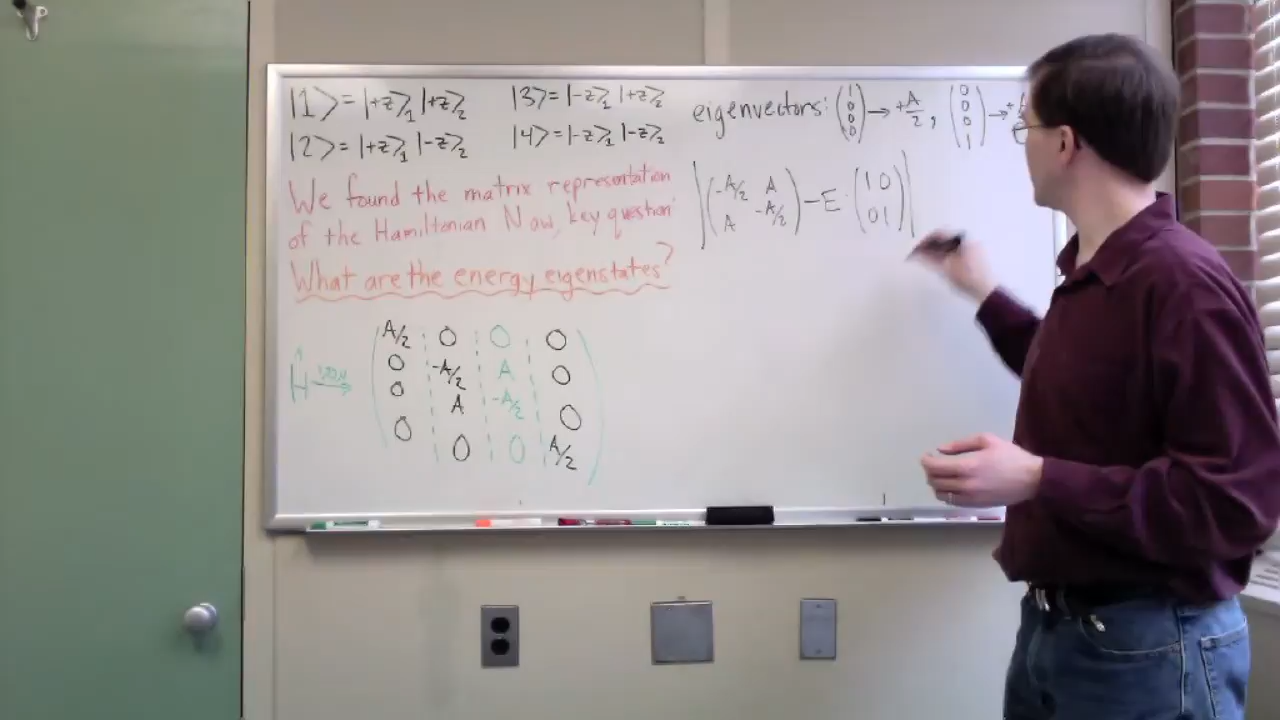 |1> = |+z>₁ |+z>₂
|3> = |-z>₁ |+z>₂
|2> = |+z>₁ |-z>₂
|4> = |-z>₁ |-z>₂
We found the matrix representation
of the Hamiltonian Now, key question:
What are the energy eigenstates?
Ĥ →
A/2 0 0 0
0 -A/2 A 0
0 A -A/2 0
0 0 0 A/2
eigenvectors: (1 0 0 0) → +A/2, (0 0 0 1) → +
|(-A/2 A
A -A/2) - E · (1 0
0 1)|